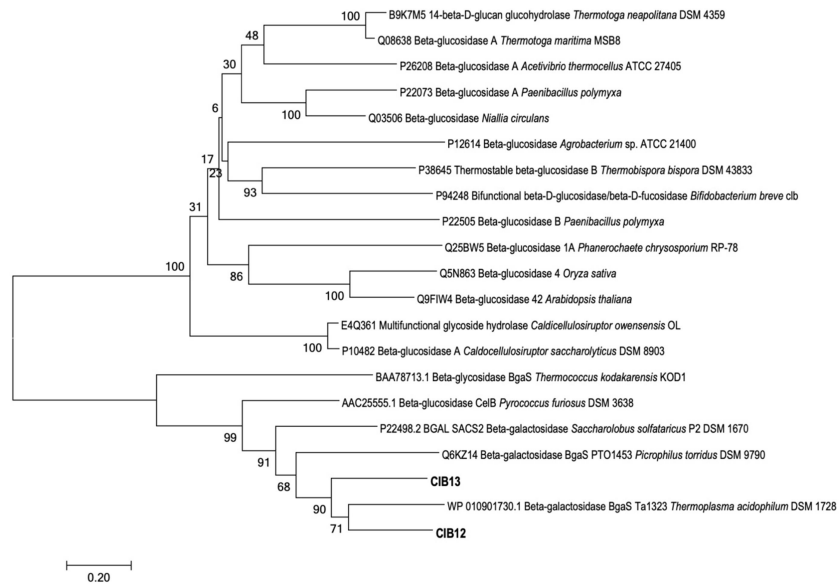 B9K7M5 14-beta-D-glucan glucohydrolase Thermotoga neapolitana DSM 4359
100
Q08638 Beta-glucosidase A Thermotoga maritima MSB8
48
P26208 Beta-glucosidase A Acetivibrio thermocellus ATCC 27405
30
P22073 Beta-glucosidase A Paenibacillus polymyxa
6
100
Q03506 Beta-glucosidase Niallia circulans
P12614 Beta-glucosidase Agrobacterium sp. ATCC 21400
17
P38645 Thermostable beta-glucosidase B Thermobispora bispora DSM 43833
23
93
P94248 Bifunctional beta-D-glucosidase/beta-D-fucosidase Bifidobacterium breve clb
31
P22505 Beta-glucosidase B Paenibacillus polymyxa
Q25BW5 Beta-glucosidase 1A Phanerochaete chrysosporium RP-78
100
86
Q5N863 Beta-glucosidase 4 Oryza sativa
100
Q9FIW4 Beta-glucosidase 42 Arabidopsis thaliana
E4Q361 Multifunctional glycoside hydrolase Caldicellulosiruptor owensensis OL
100
P10482 Beta-glucosidase A Caldocellulosiruptor saccharolyticus DSM 8903
BAA78713.1 Beta-glycosidase BgaS Thermococcus kodakarensis KOD1
AAC25555.1 Beta-glucosidase CelB Pyrococcus furiosus DSM 3638
99
P22498.2 BGAL SACS2 Beta-galactosidase Saccharolobus solfataricus P2 DSM 1670
91
Q6KZ14 Beta-galactosidase BgaS PTO1453 Picrophilus torridus DSM 9790
68
CIB13
90
WP 010901730.1 Beta-galactosidase BgaS Ta1323 Thermoplasma acidophilum DSM 1728
71
CIB12
0.20